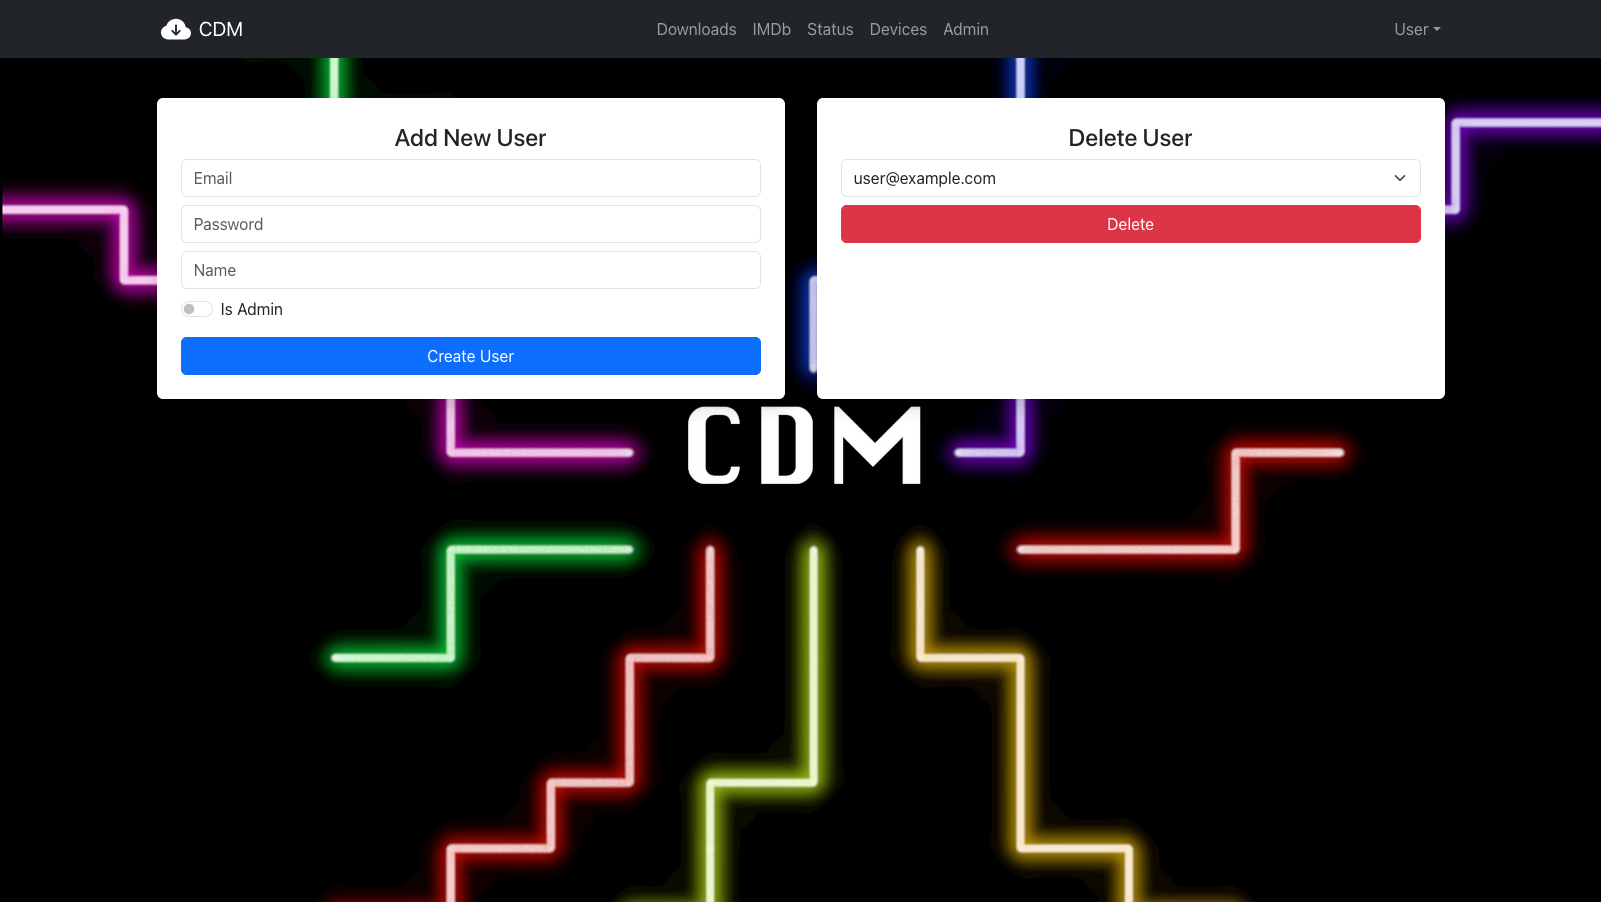 CDM
Downloads IMDb Status Devices Admin
User
Add New User
Email
Password
Name
Is Admin
Create User
Delete User
user@example.com
Delete
CDM